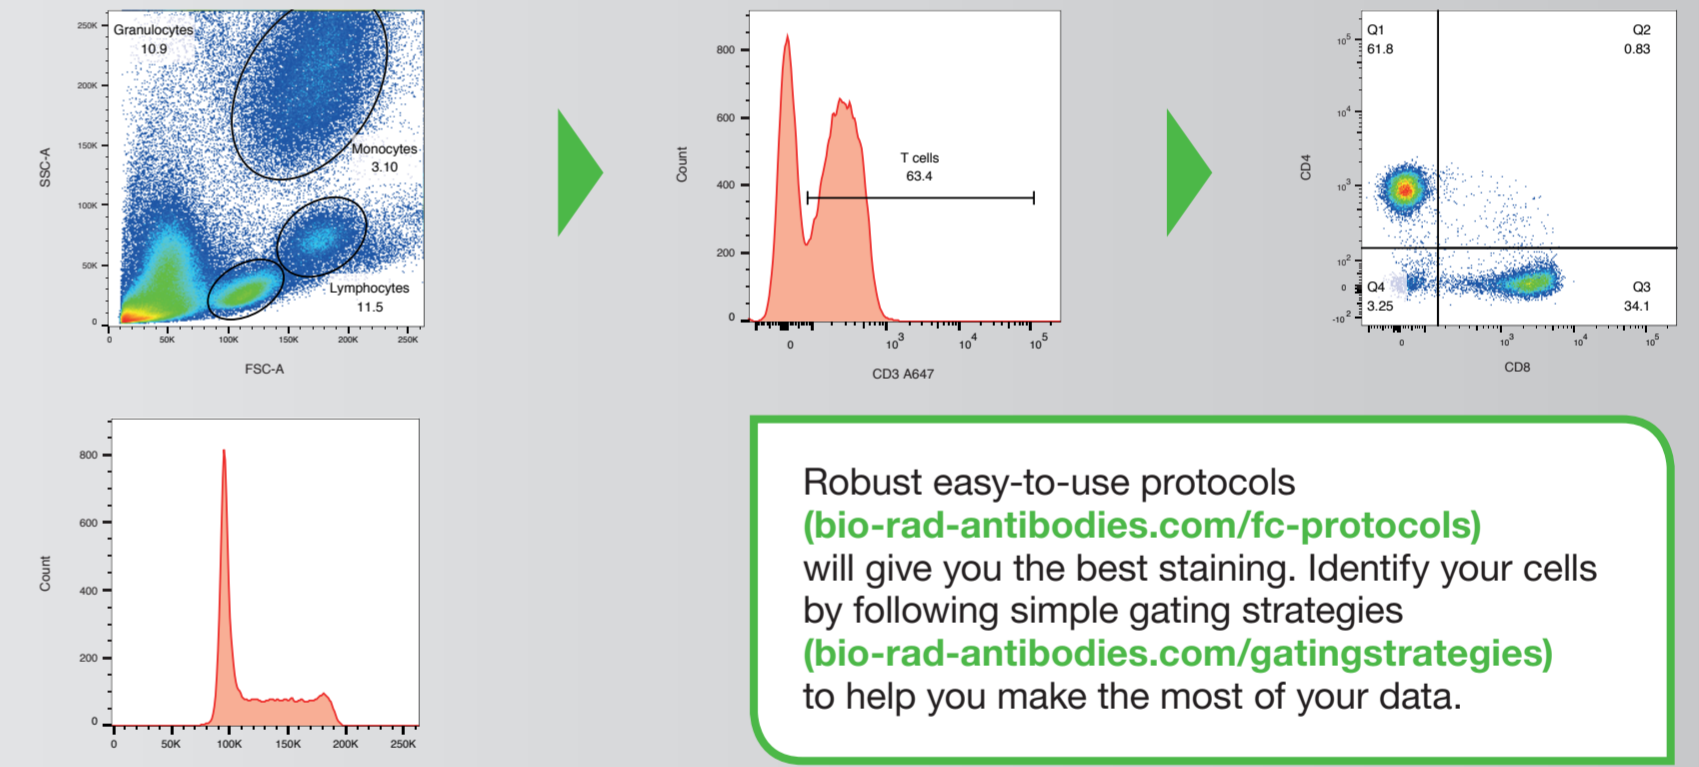 Granulocytes
10.9
Monocytes
3.10
Lymphocytes
11.5
250K
200K
150K
100K
50K
0
SSC-A
0 50K 100K 150K 200K 250K
FSC-A
800
600
400
200
0
Count
T cells
63.4
0 10³ 10⁴ 10⁵
CD3 A647
Q1
61.8
Q2
0.83
Q4
3.25
Q3
34.1
10⁵
10⁴
10³
10²
0
-10²
CD4
0 10³ 10⁴ 10⁵
CD8
800
600
400
200
0
Count
0 50K 100K 150K 200K 250K
Robust easy-to-use protocols
(bio-rad-antibodies.com/fc-protocols)
will give you the best staining. Identify your cells
by following simple gating strategies
(bio-rad-antibodies.com/gatingstrategies)
to help you make the most of your data.